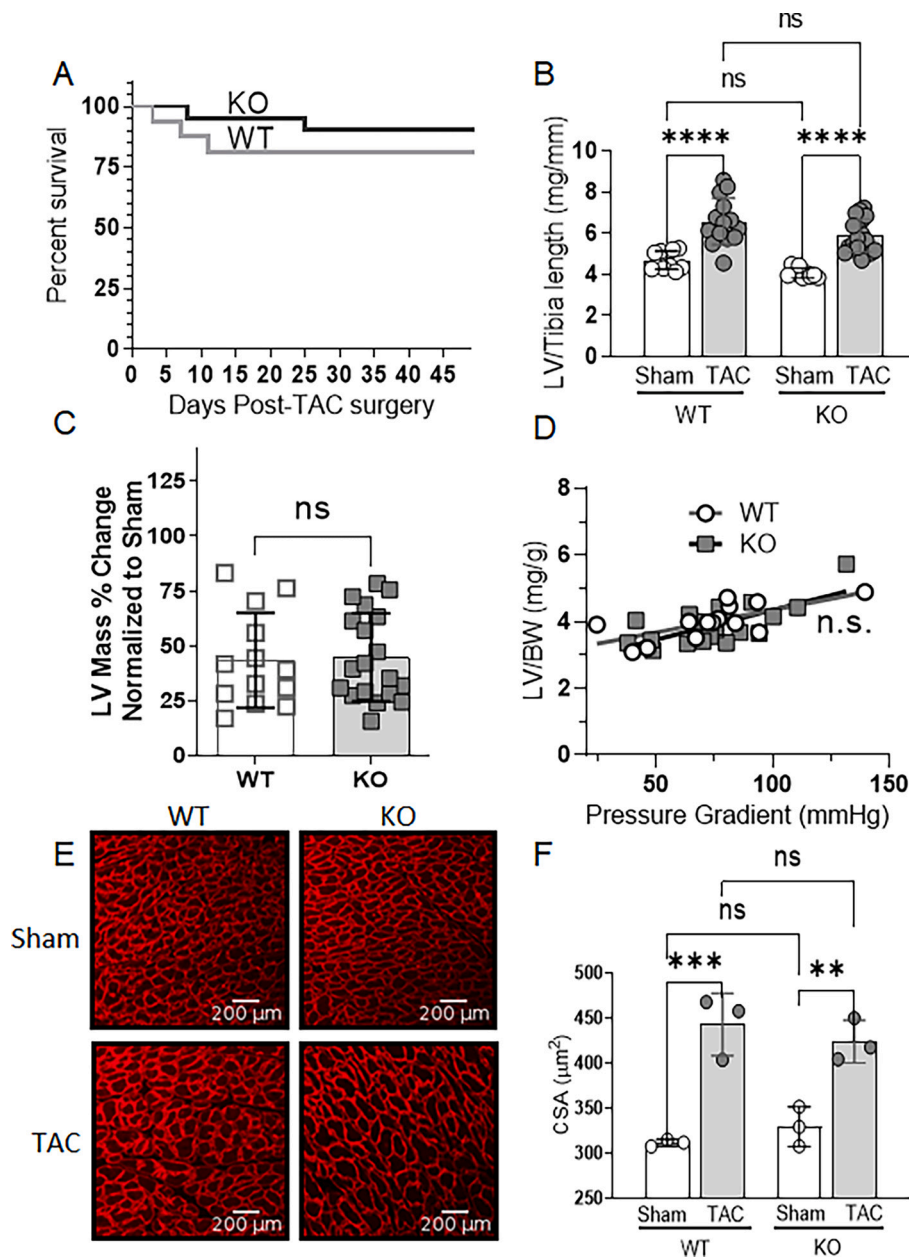 A
Percent survival
100
75
50
25
0
KO
WT
0 5 10 15 20 25 30 35 40 45
Days Post-TAC surgery
B
ns
ns
**** ****
LV/Tibia length (mg/mm)
10
8
6
4
2
0
Sham TAC Sham TAC
WT KO
C
LV Mass % Change
Normalized to Sham
125
100
75
50
25
0
ns
WT KO
D
LV/BW (mg/g)
8
6
4
2
0
WT
KO
n.s.
50 100 150
Pressure Gradient (mmHg)
E
WT KO
Sham
200 µm 200 µm
TAC
200 µm 200 µm
F
ns
ns
*** **
CSA (µm²)
450
400
350
300
250
Sham TAC Sham TAC
WT KO